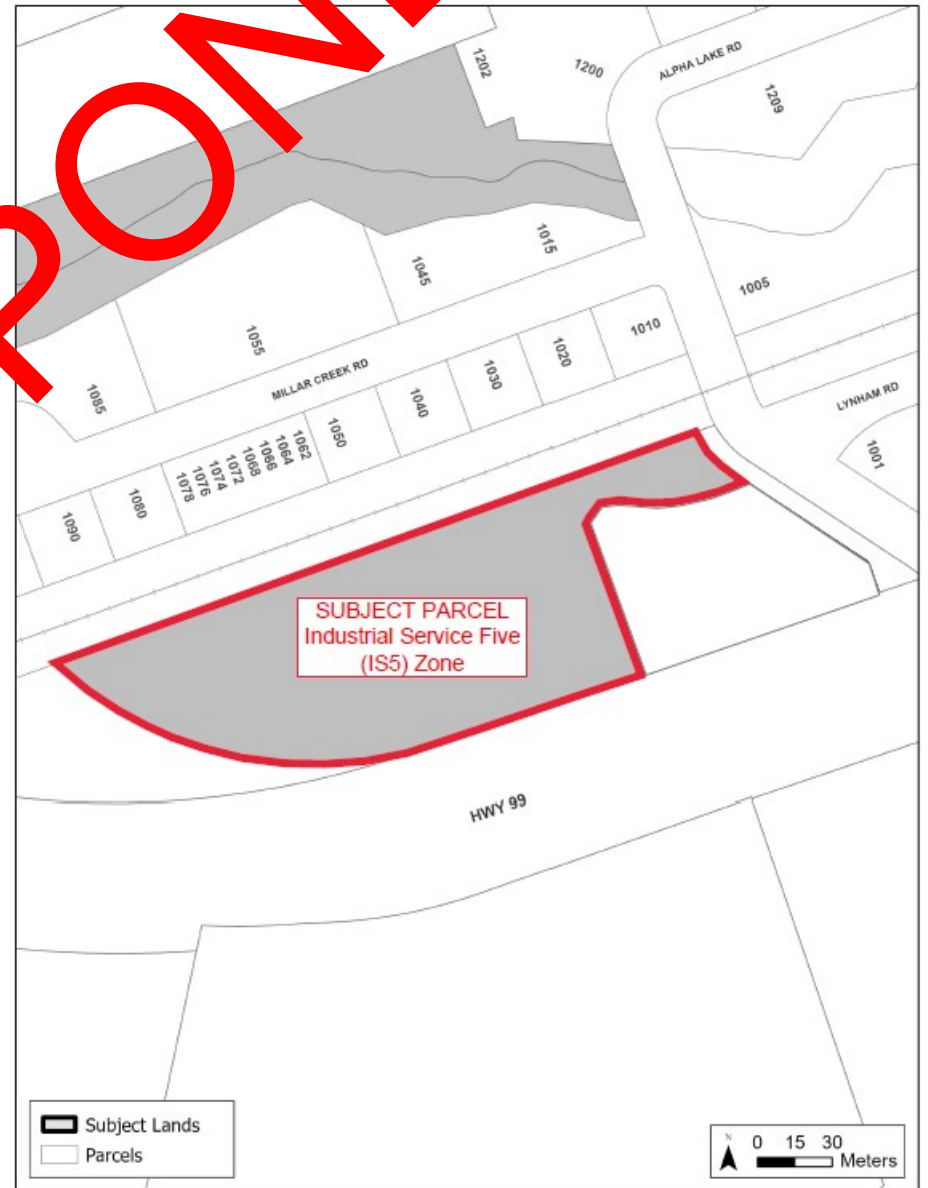 PONE
1202
1200
ALPHA LAKE RD
1209
1015
1045
1005
1055
1010
MILLAR CREEK RD
1020
1030
1085
1040
LYNHAM RD
1050
1001
1062
1064
1066
1068
1072
1074
1076
1078
1080
1090
SUBJECT PARCEL
Industrial Service Five
(IS5) Zone
HWY 99
Subject Lands
Parcels
N
0 15 30
Meters